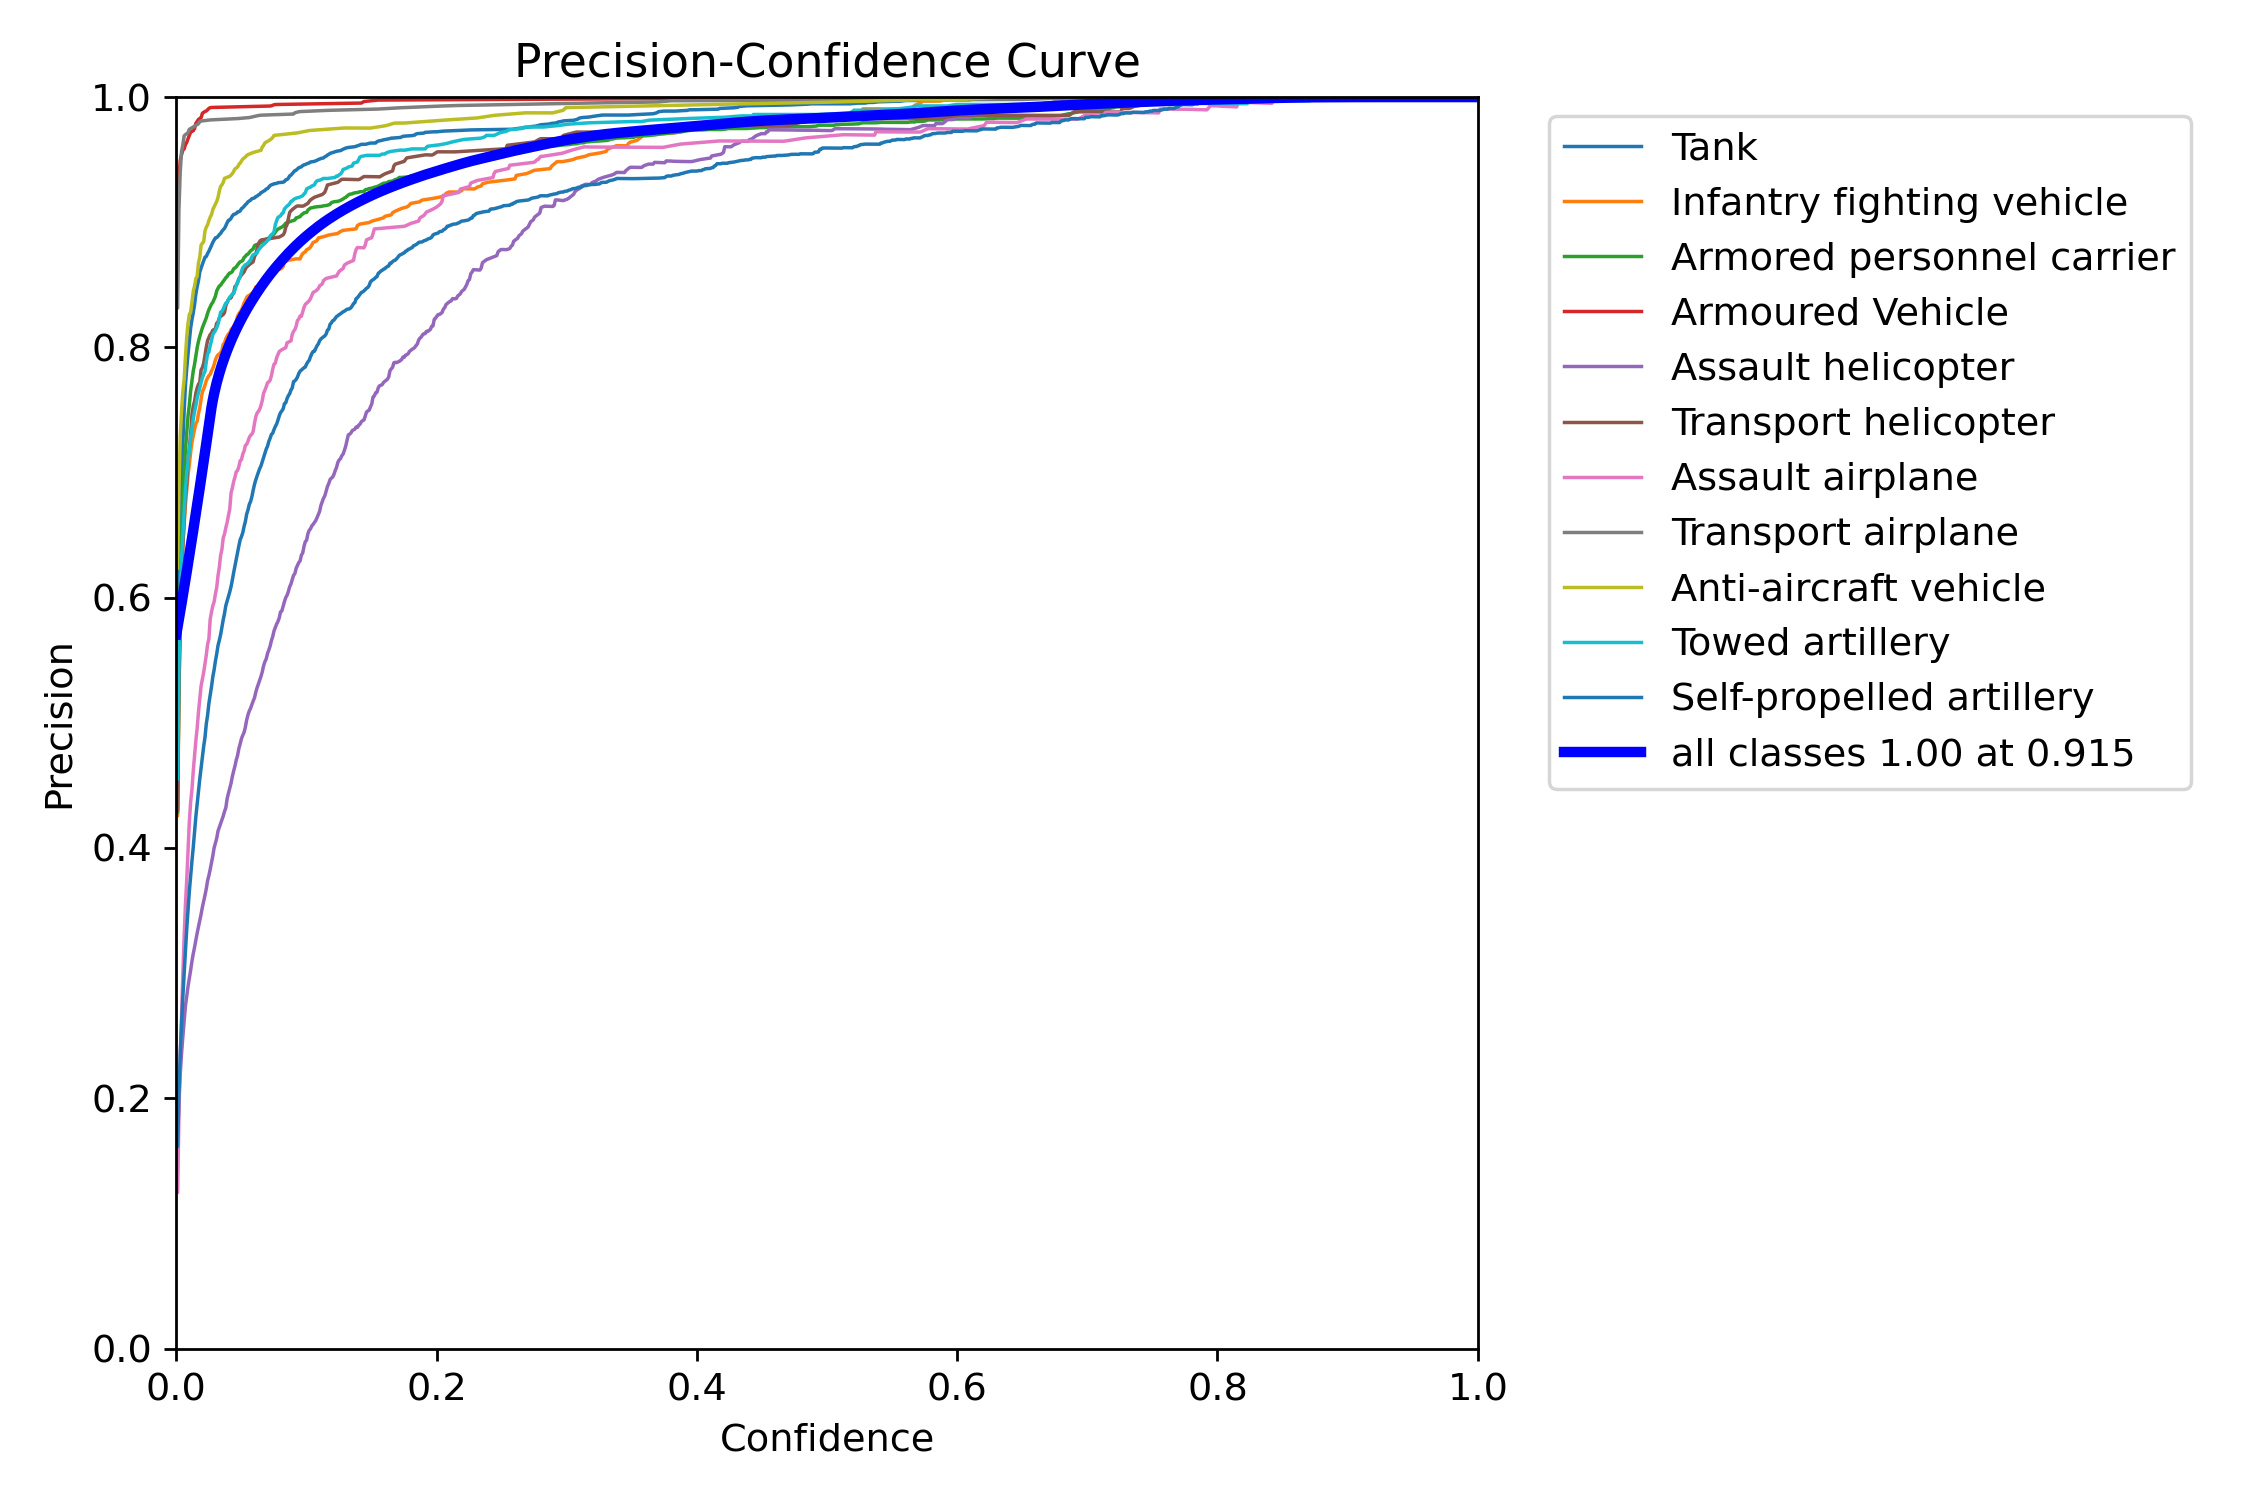 Precision-Confidence Curve
1.0
0.8
0.6
0.4
0.2
0.0
Precision
0.0 0.2 0.4 0.6 0.8 1.0
Confidence
Tank
Infantry fighting vehicle
Armored personnel carrier
Armoured Vehicle
Assault helicopter
Transport helicopter
Assault airplane
Transport airplane
Anti-aircraft vehicle
Towed artillery
Self-propelled artillery
all classes 1.00 at 0.915